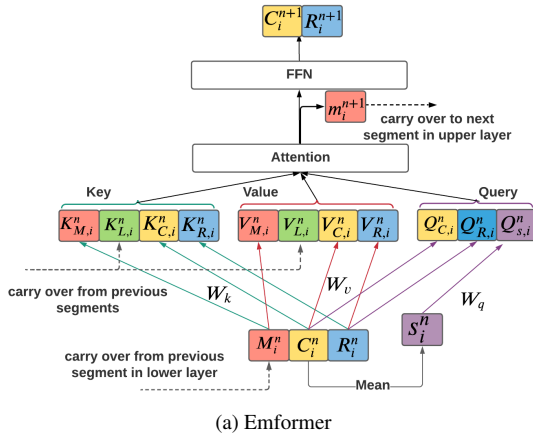 C_i^{n+1} R_i^{n+1}
FFN
m_i^{n+1}
carry over to next
segment in upper layer
Attention
Key Value Query
K_{M,i}^n K_{L,i}^n K_{C,i}^n K_{R,i}^n V_{M,i}^n V_{L,i}^n V_{C,i}^n V_{R,i}^n Q_{C,i}^n Q_{R,i}^n Q_{s,i}^n
carry over from previous
segments
W_k W_v W_q
M_i^n C_i^n R_i^n s_i^n
carry over from previous
segment in lower layer
Mean
(a) Emformer